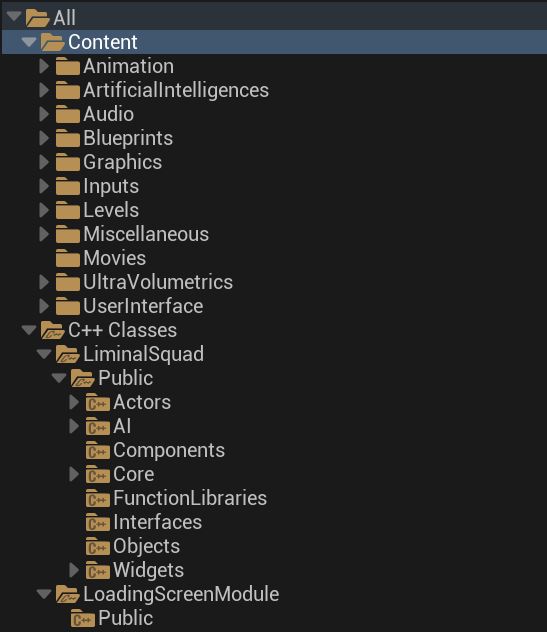 All
Content
Animation
ArtificialIntelligences
Audio
Blueprints
Graphics
Inputs
Levels
Miscellaneous
Movies
UltraVolumetrics
UserInterface
C++ Classes
LiminalSquad
Public
C++ Actors
C++ AI
C++ Components
C++ Core
C++ FunctionLibraries
C++ Interfaces
C++ Objects
C++ Widgets
LoadingScreenModule
C++ Public